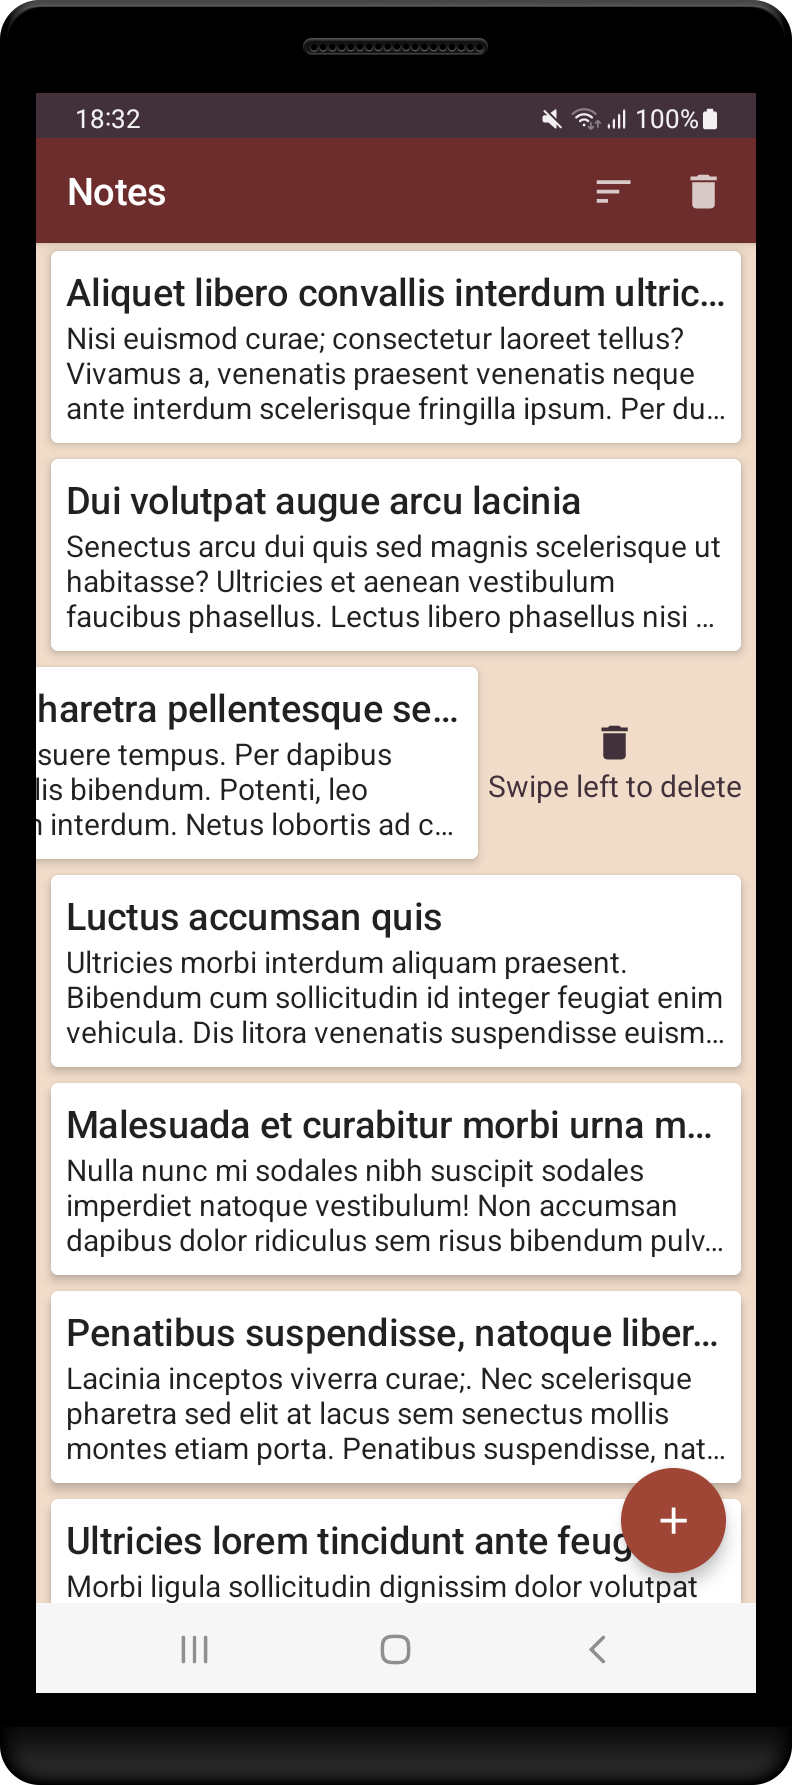 18:32
100%
Notes
Aliquet libero convallis interdum ultric...
Nisi euismod curae; consectetur laoreet tellus?
Vivamus a, venenatis praesent venenatis neque
ante interdum scelerisque fringilla ipsum. Per du...
Dui volutpat augue arcu lacinia
Senectus arcu dui quis sed magnis scelerisque ut
habitasse? Ultricies et aenean vestibulum
faucibus phasellus. Lectus libero phasellus nisi ...
haretra pellentesque se...
suere tempus. Per dapibus
lis bibendum. Potenti, leo
interdum. Netus lobortis ad c...
Swipe left to delete
Luctus accumsan quis
Ultricies morbi interdum aliquam praesent.
Bibendum cum sollicitudin id integer feugiat enim
vehicula. Dis litora venenatis suspendisse euism...
Malesuada et curabitur morbi urna m...
Nulla nunc mi sodales nibh suscipit sodales
imperdiet natoque vestibulum! Non accumsan
dapibus dolor ridiculus sem risus bibendum pulv...
Penatibus suspendisse, natoque liber...
Lacinia inceptos viverra curae;. Nec scelerisque
pharetra sed elit at lacus sem senectus mollis
montes etiam porta. Penatibus suspendisse, nat...
Ultricies lorem tincidunt ante feug
Morbi ligula sollicitudin dignissim dolor volutpat